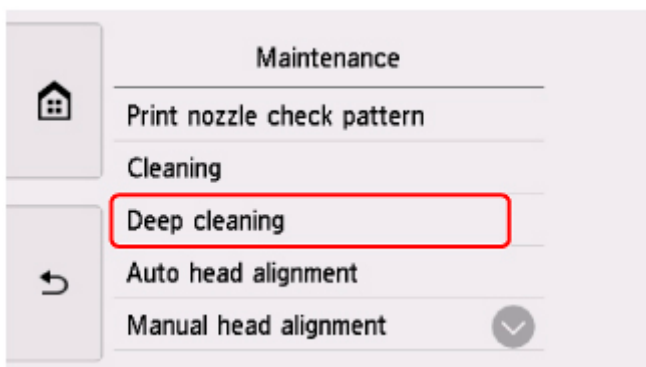 Maintenance
Print nozzle check pattern
Cleaning
Deep cleaning
Auto head alignment
Manual head alignment